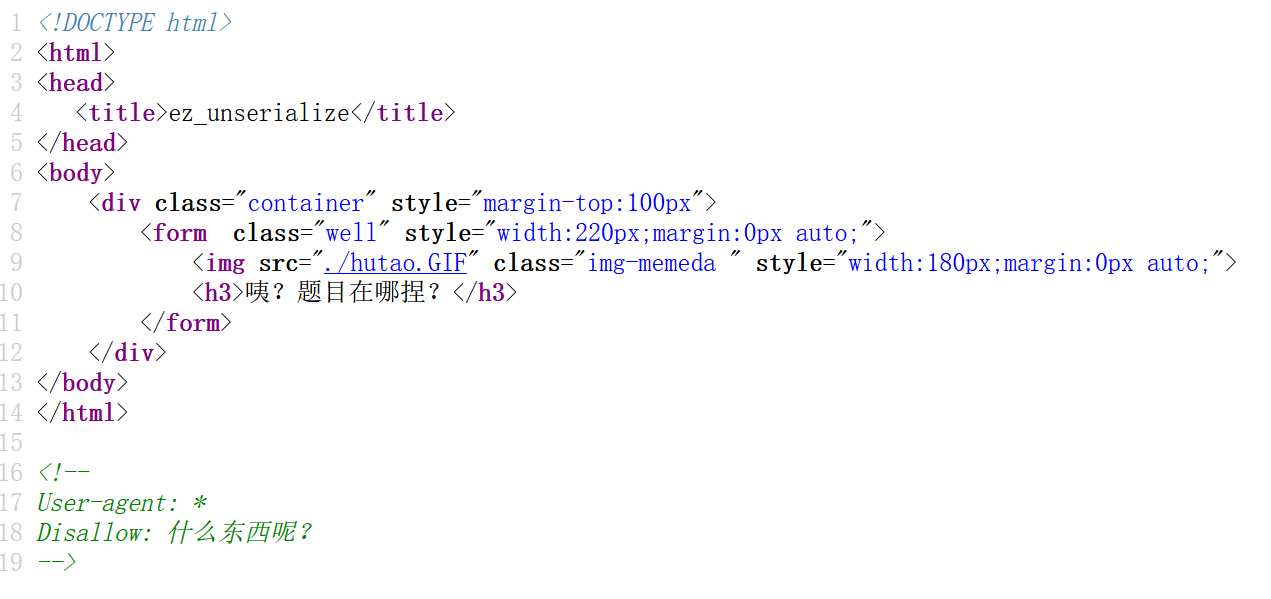 1 <!DOCTYPE html>
2 <html>
3 <head>
4 <title>ez_unserialize</title>
5 </head>
6 <body>
7 <div class="container" style="margin-top:100px">
8 <form  class="well" style="width:220px;margin:0px auto;">
9 <img src="./hutao.GIF" class="img-memeda " style="width:180px;margin:0px auto;">
10 <h3>咦？题目在哪捏？</h3>
11 </form>
12 </div>
13 </body>
14 </html>
15
16 <!--
17 User-agent: *
18 Disallow: 什么东西呢？
19 -->